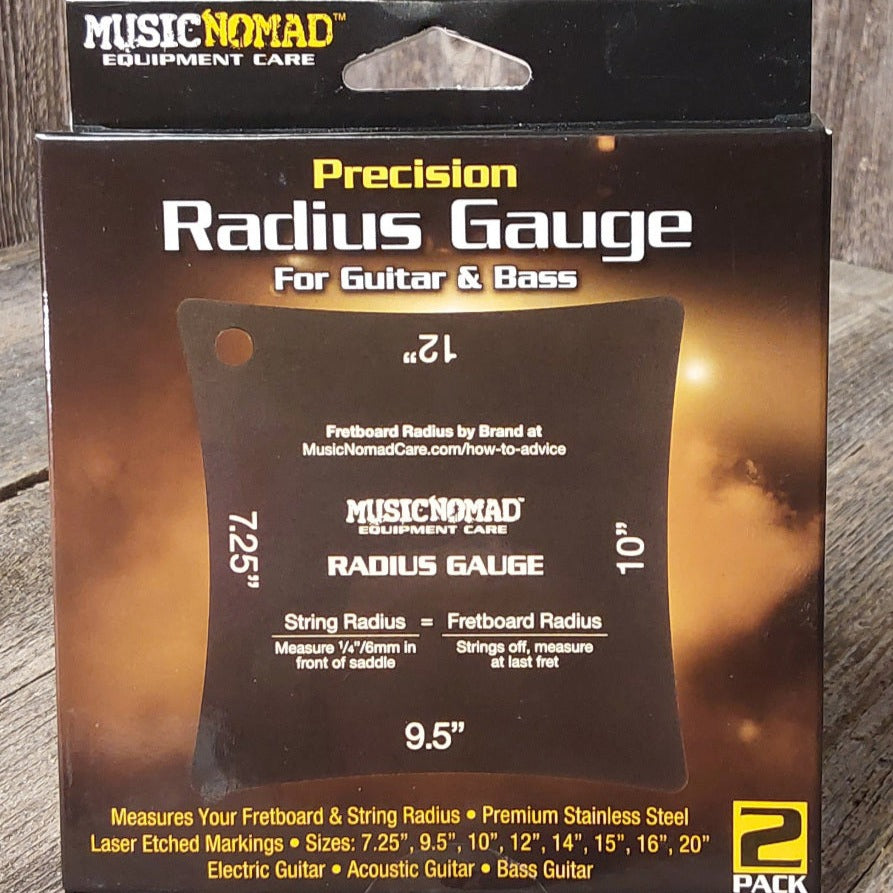 MUSICNOMAD™
EQUIPMENT CARE
Precision
Radius Gauge
For Guitar & Bass
12”
Fretboard Radius by Brand at
MusicNomadCare.com/how-to-advice
MUSICNOMAD™
EQUIPMENT CARE
7.25”
10”
RADIUS GAUGE
String Radius = Fretboard Radius
Measure ¼"/6mm in Strings off, measure
front of saddle at last fret
9.5”
Measures Your Fretboard & String Radius • Premium Stainless Steel
Laser Etched Markings • Sizes: 7.25”, 9.5”, 10”, 12”, 14”, 15”, 16”, 20”
Electric Guitar • Acoustic Guitar • Bass Guitar
2
PACK